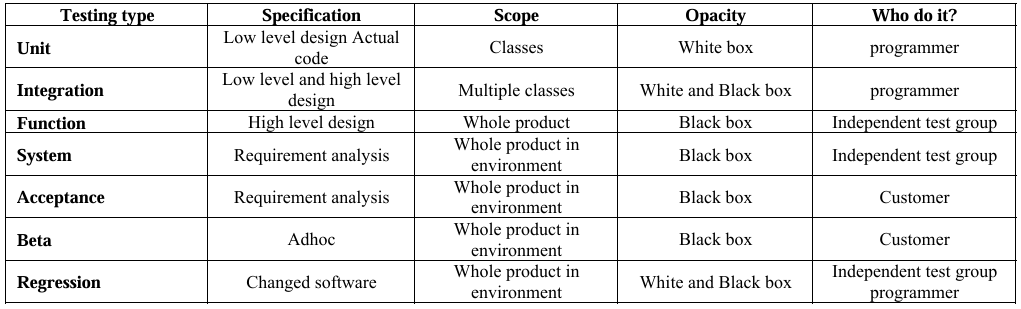 Testing type Specification Scope Opacity Who do it?
Unit Low level design Actual code Classes White box programmer
Integration Low level and high level design Multiple classes White and Black box programmer
Function High level design Whole product Black box Independent test group
System Requirement analysis Whole product in environment Black box Independent test group
Acceptance Requirement analysis Whole product in environment Black box Customer
Beta Adhoc Whole product in environment Black box Customer
Regression Changed software Whole product in environment White and Black box Independent test group programmer